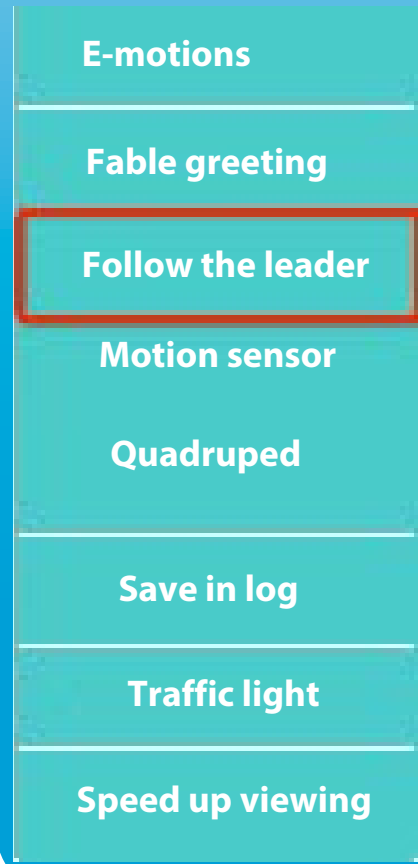 E-motions
Fable greeting
Follow the leader
Motion sensor
Quadruped
Save in log
Traffic light
Speed up viewing